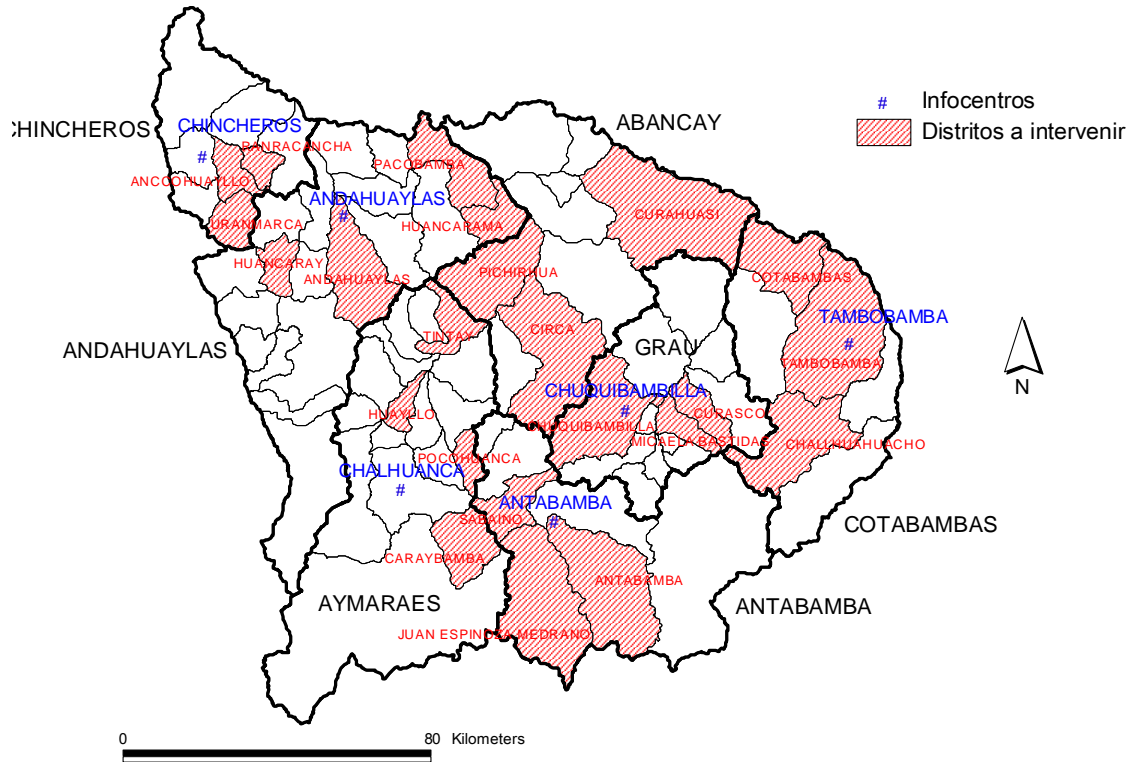 # Infocentros
Distritos a intervenir
:HINCHEROS
CHINCHEROS
#
RANRACANCHA
ABANCAY
PACOBAMBA
ANCCOHUAYLLO
ANDAHUAYLAS
#
CURAHUASI
URANMARCA
HUANCARAMA
HUANCARAY
ANDAHUAYLAS
PICHIRHUA
COTABAMBAS
TAMBOBAMBA
#
TAMBOBAMBA
ANDAHUAYLAS
TINTAY
CIRCA
GRAU
N
CHUQUIBAMBILLA
#
HUAYLLO
CURASCO
CHUQUIBAMBILLA
MICAELA BASTIDAS
CHALLHUAHUACHO
POCOHUANCA
CHALHUANCA
#
ANTABAMBA
#
SABAINO
COTABAMBAS
CARAYBAMBA
ANTABAMBA
AYMARAES
ANTABAMBA
JUAN ESPINOZA MEDRANO
0 80 Kilometers